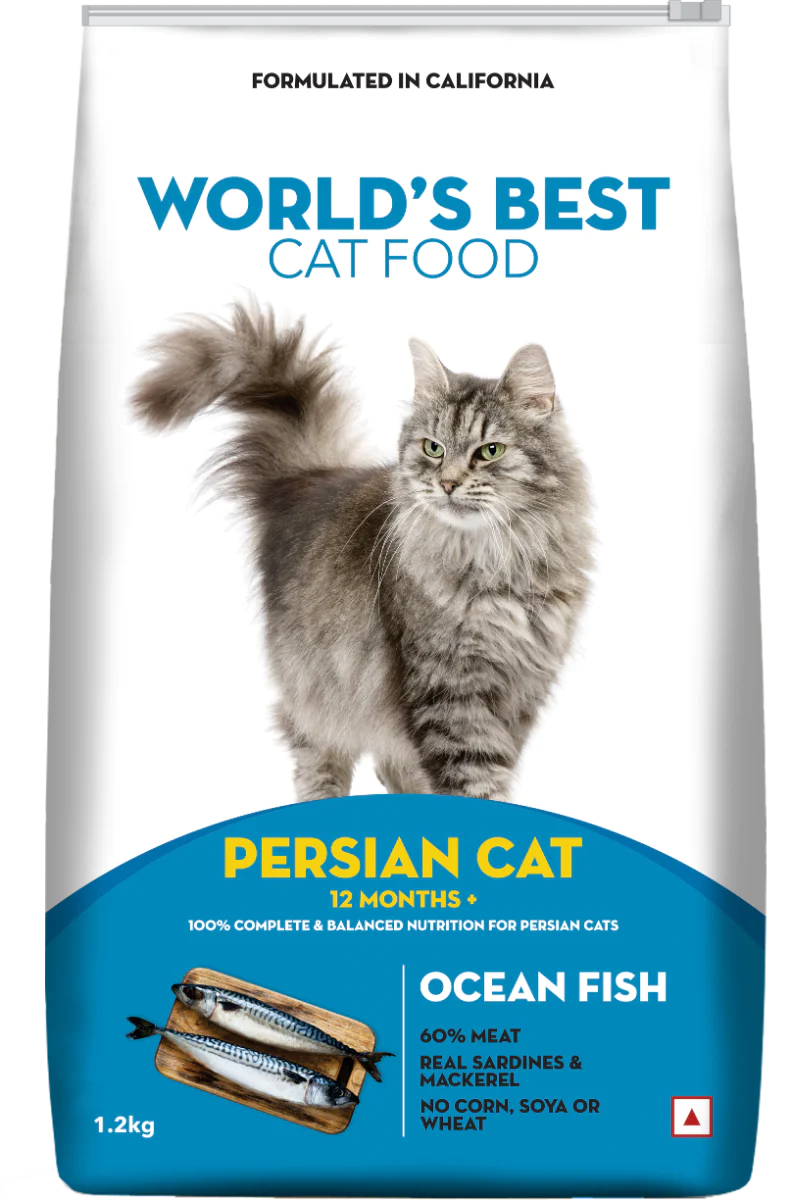 FORMULATED IN CALIFORNIA
WORLD'S BEST
CAT FOOD
PERSIAN CAT
12 MONTHS +
100% COMPLETE & BALANCED NUTRITION FOR PERSIAN CATS
OCEAN FISH
60% MEAT
REAL SARDINES &
MACKEREL
NO CORN, SOYA OR
WHEAT
1.2kg